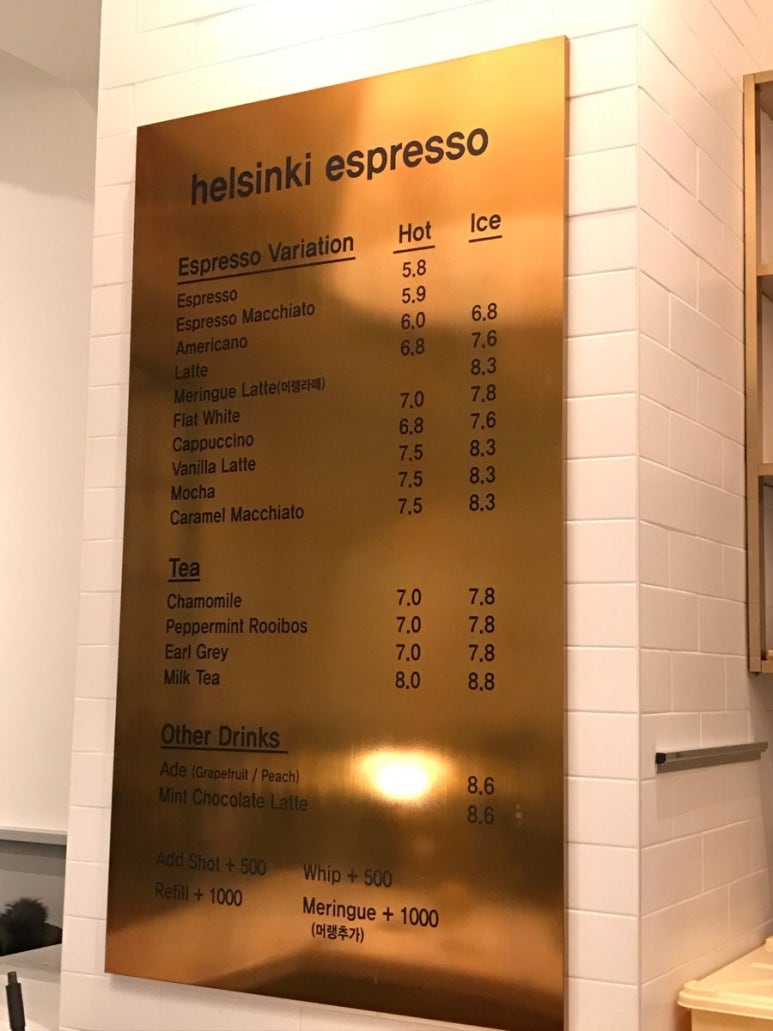 helsinki espresso
Espresso Variation Hot Ice
Espresso 5.8
Espresso Macchiato 5.9
Americano 6.0 6.8
Latte 6.8 7.6
Meringue Latte(머랭라떼) 8.3
Flat White 7.0 7.8
Cappuccino 6.8 7.6
Vanilla Latte 7.5 8.3
Mocha 7.5 8.3
Caramel Macchiato 7.5 8.3
Tea
Chamomile 7.0 7.8
Peppermint Rooibos 7.0 7.8
Earl Grey 7.0 7.8
Milk Tea 8.0 8.8
Other Drinks
Ade (Grapefruit / Peach) 8.6
Mint Chocolate Latte 8.6
Add Shot + 500 Whip + 500
Refill + 1000 Meringue + 1000
(머랭추가)